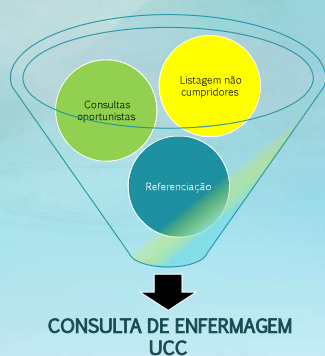 Listagem não
cumpridores
Consultas
oportunistas
Referenciação
CONSULTA DE ENFERMAGEM
UCC